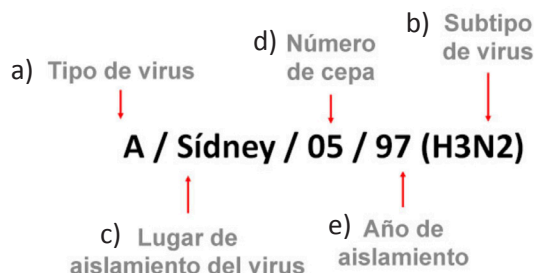 a) Tipo de virus
d) Número
de cepa
b) Subtipo
de virus
A / Sídney / 05 / 97 (H3N2)
c) Lugar de
aislamiento del virus
e) Año de
aislamiento